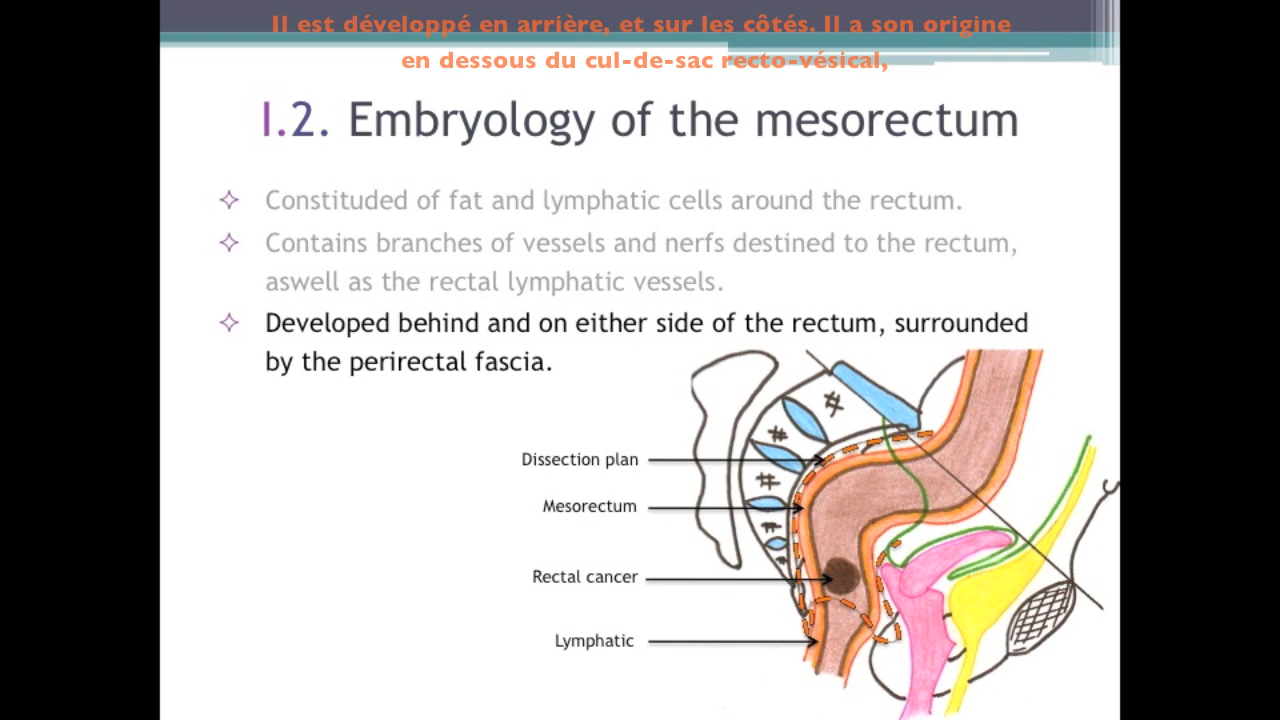 Il est développé en arrière, et sur les côtés. Il a son origine
en dessous du cul-de-sac recto-vésical,
I.2. Embryology of the mesorectum
Constituded of fat and lymphatic cells around the rectum.
Contains branches of vessels and nerfs destined to the rectum,
aswell as the rectal lymphatic vessels.
Developed behind and on either side of the rectum, surrounded
by the perirectal fascia.
Dissection plan
Mesorectum
Rectal cancer
Lymphatic